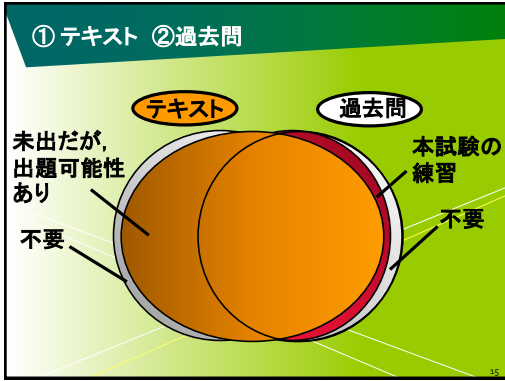 ① テキスト ②過去問
テキスト
過去問
未出だが,
出題可能性
あり
不要
本試験の
練習
不要
15